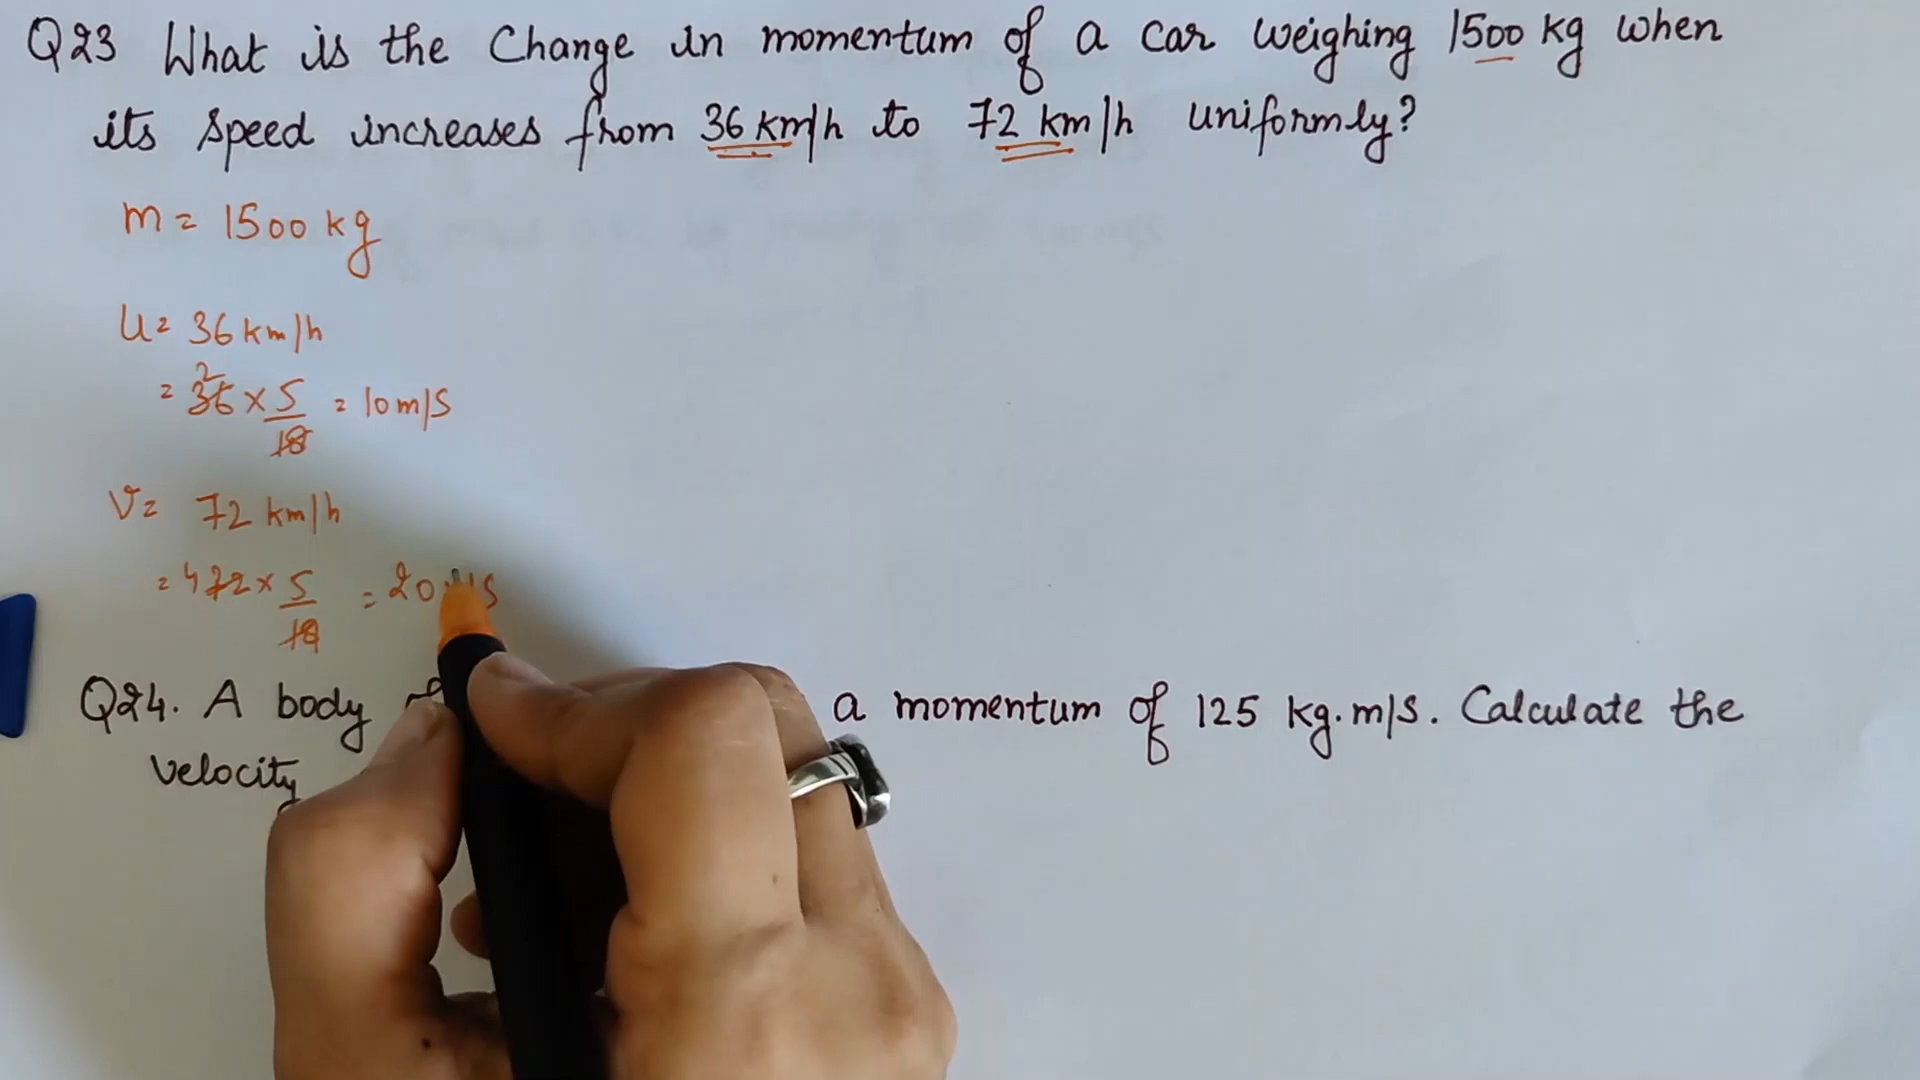 Q23 What is the Change in momentum of a car weighing 1500 kg when
its speed increases from 36 km/h to 72 km/h uniformly?
m = 1500 kg
u = 36 km/h
= 36 2 × 5/18 = 10 m/s
V = 72 km/h
= 4 72 × 5/18 = 20 m/s
Q24. A body a momentum of 125 kg.m/s. Calculate the
velocity